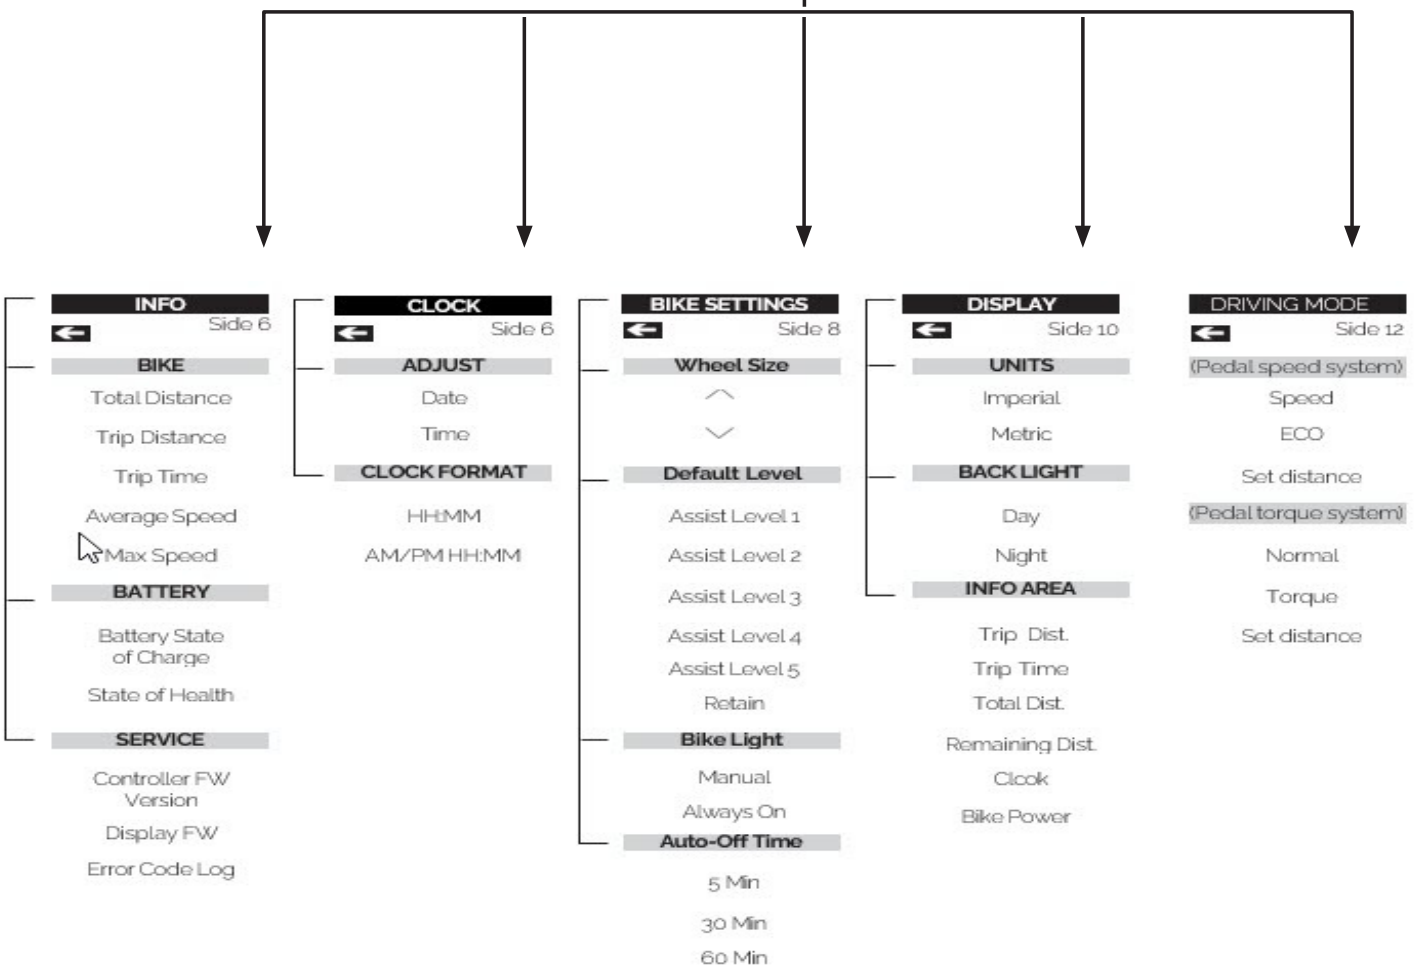 INFO
Side 6
BIKE
Total Distance
Trip Distance
Trip Time
Average Speed
Max Speed
BATTERY
Battery State
of Charge
State of Health
SERVICE
Controller FW
Version
Display FW
Error Code Log
CLOCK
Side 6
ADJUST
Date
Time
CLOCK FORMAT
HH:MM
AM/PM HH:MM
BIKE SETTINGS
Side 8
Wheel Size
Default Level
Assist Level 1
Assist Level 2
Assist Level 3
Assist Level 4
Assist Level 5
Retain
Bike Light
Manual
Always On
Auto-Off Time
5 Min
30 Min
60 Min
DISPLAY
Side 10
UNITS
Imperial
Metric
BACK LIGHT
Day
Night
INFO AREA
Trip Dist.
Trip Time
Total Dist.
Remaining Dist.
Clcok
Bike Power
DRIVING MODE
Side 12
(Pedal speed system)
Speed
ECO
Set distance
(Pedal torque system)
Normal
Torque
Set distance